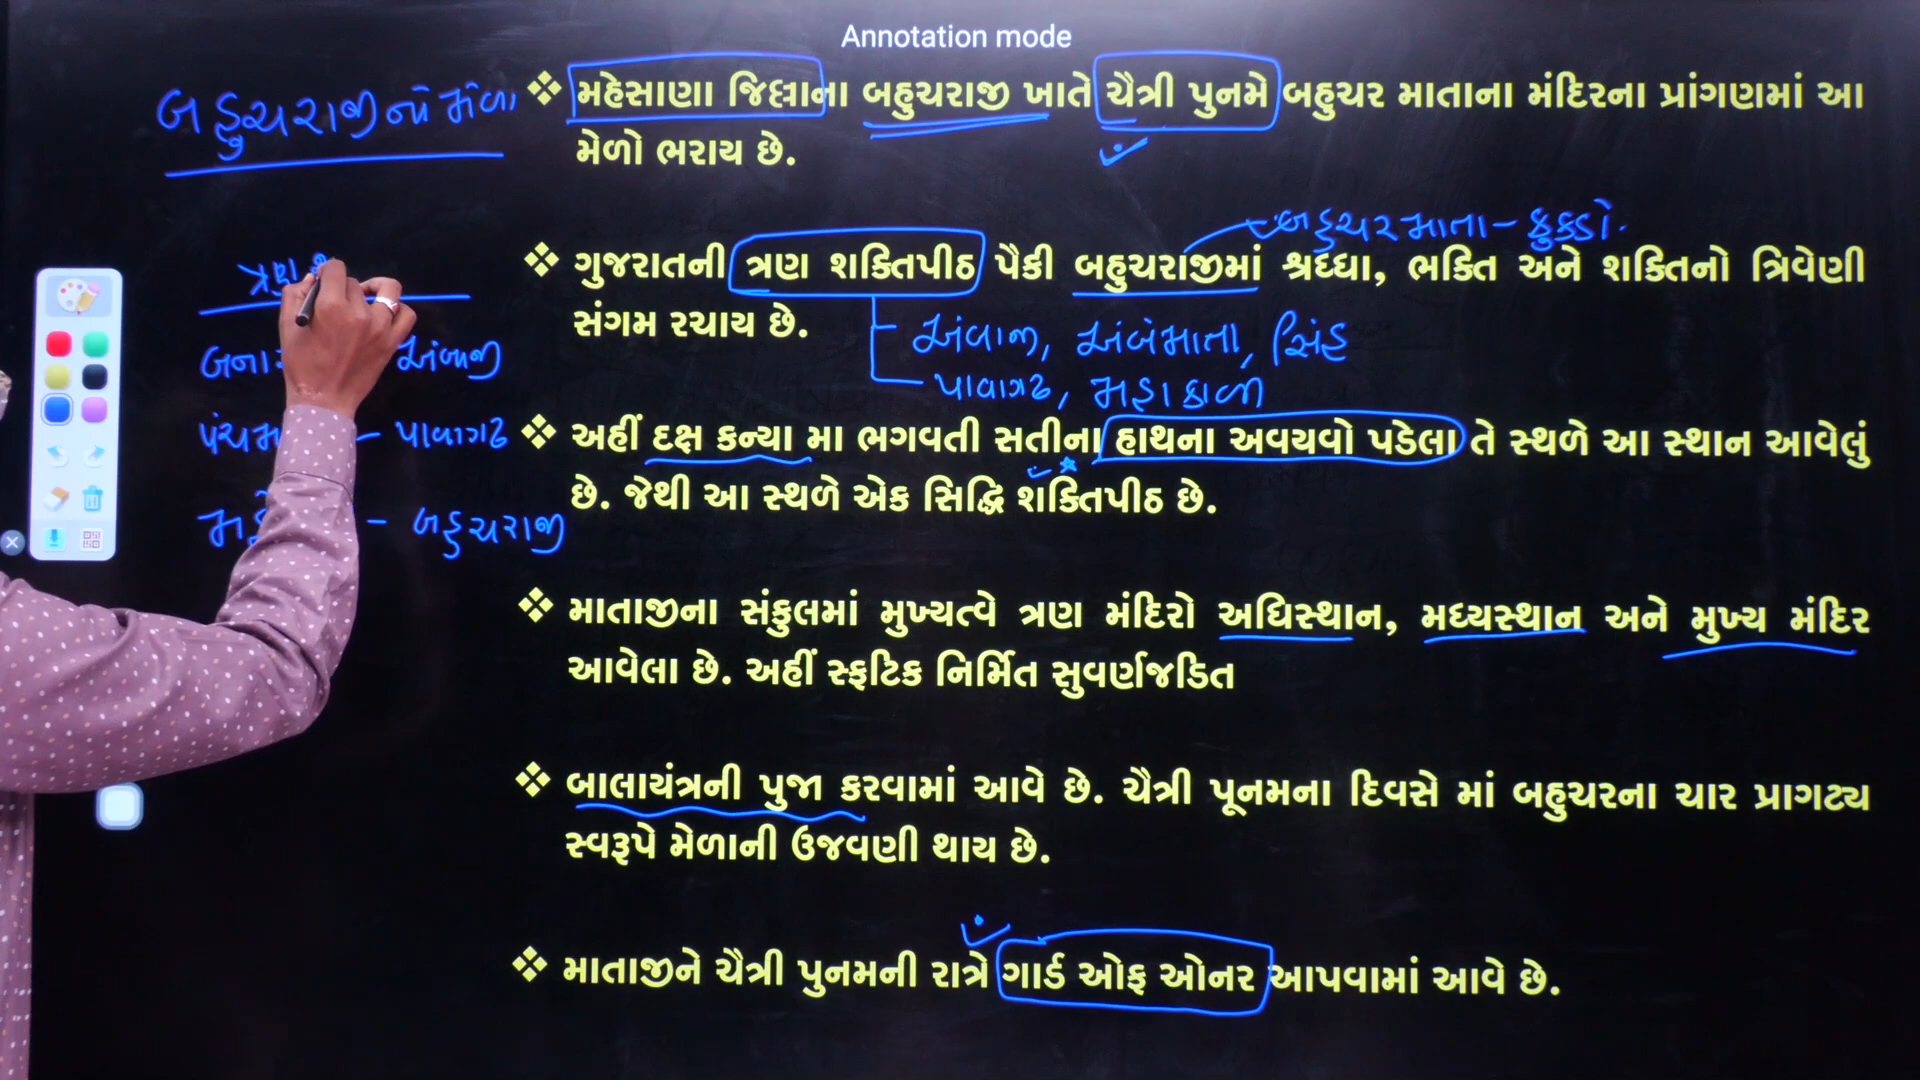 Annotation mode
બહુચરાજીનો મેળો
❖ મહેસાણા જિલ્લાના બહુચરાજી ખાતે ચૈત્રી પુનમે બહુચર માતાના મંદિરના પ્રાંગણમાં આ
મેળો ભરાય છે.
બહુચરમાતા - કુકડો.
❖ ગુજરાતની ત્રણ શક્તિપીઠ પૈકી બહુચરાજીમાં શ્રધ્ધા, ભક્તિ અને શક્તિનો ત્રિવેણી
સંગમ રચાય છે.
અંબાજી, અંબેમાતા, સિંહ
પાવાગઢ, મહાકાળી
ત્રણ
અંબાજી
- પાવાગઢ
- બહુચરાજી
❖ અહીં દક્ષ કન્યા મા ભગવતી સતીના હાથના અવયવો પડેલા તે સ્થળે આ સ્થાન આવેલું
છે. જેથી આ સ્થળે એક સિદ્ધિ શક્તિપીઠ છે.
❖ માતાજીના સંકુલમાં મુખ્યત્વે ત્રણ મંદિરો અધિસ્થાન, મધ્યસ્થાન અને મુખ્ય મંદિર
આવેલા છે. અહીં સ્ફટિક નિર્મિત સુવર્ણજડિત
❖ બાલાયંત્રની પુજા કરવામાં આવે છે. ચૈત્રી પૂનમના દિવસે માં બહુચરના ચાર પ્રાગટ્ય
સ્વરૂપે મેળાની ઉજવણી થાય છે.
❖ માતાજીને ચૈત્રી પુનમની રાત્રે ગાર્ડ ઓફ ઓનર આપવામાં આવે છે.